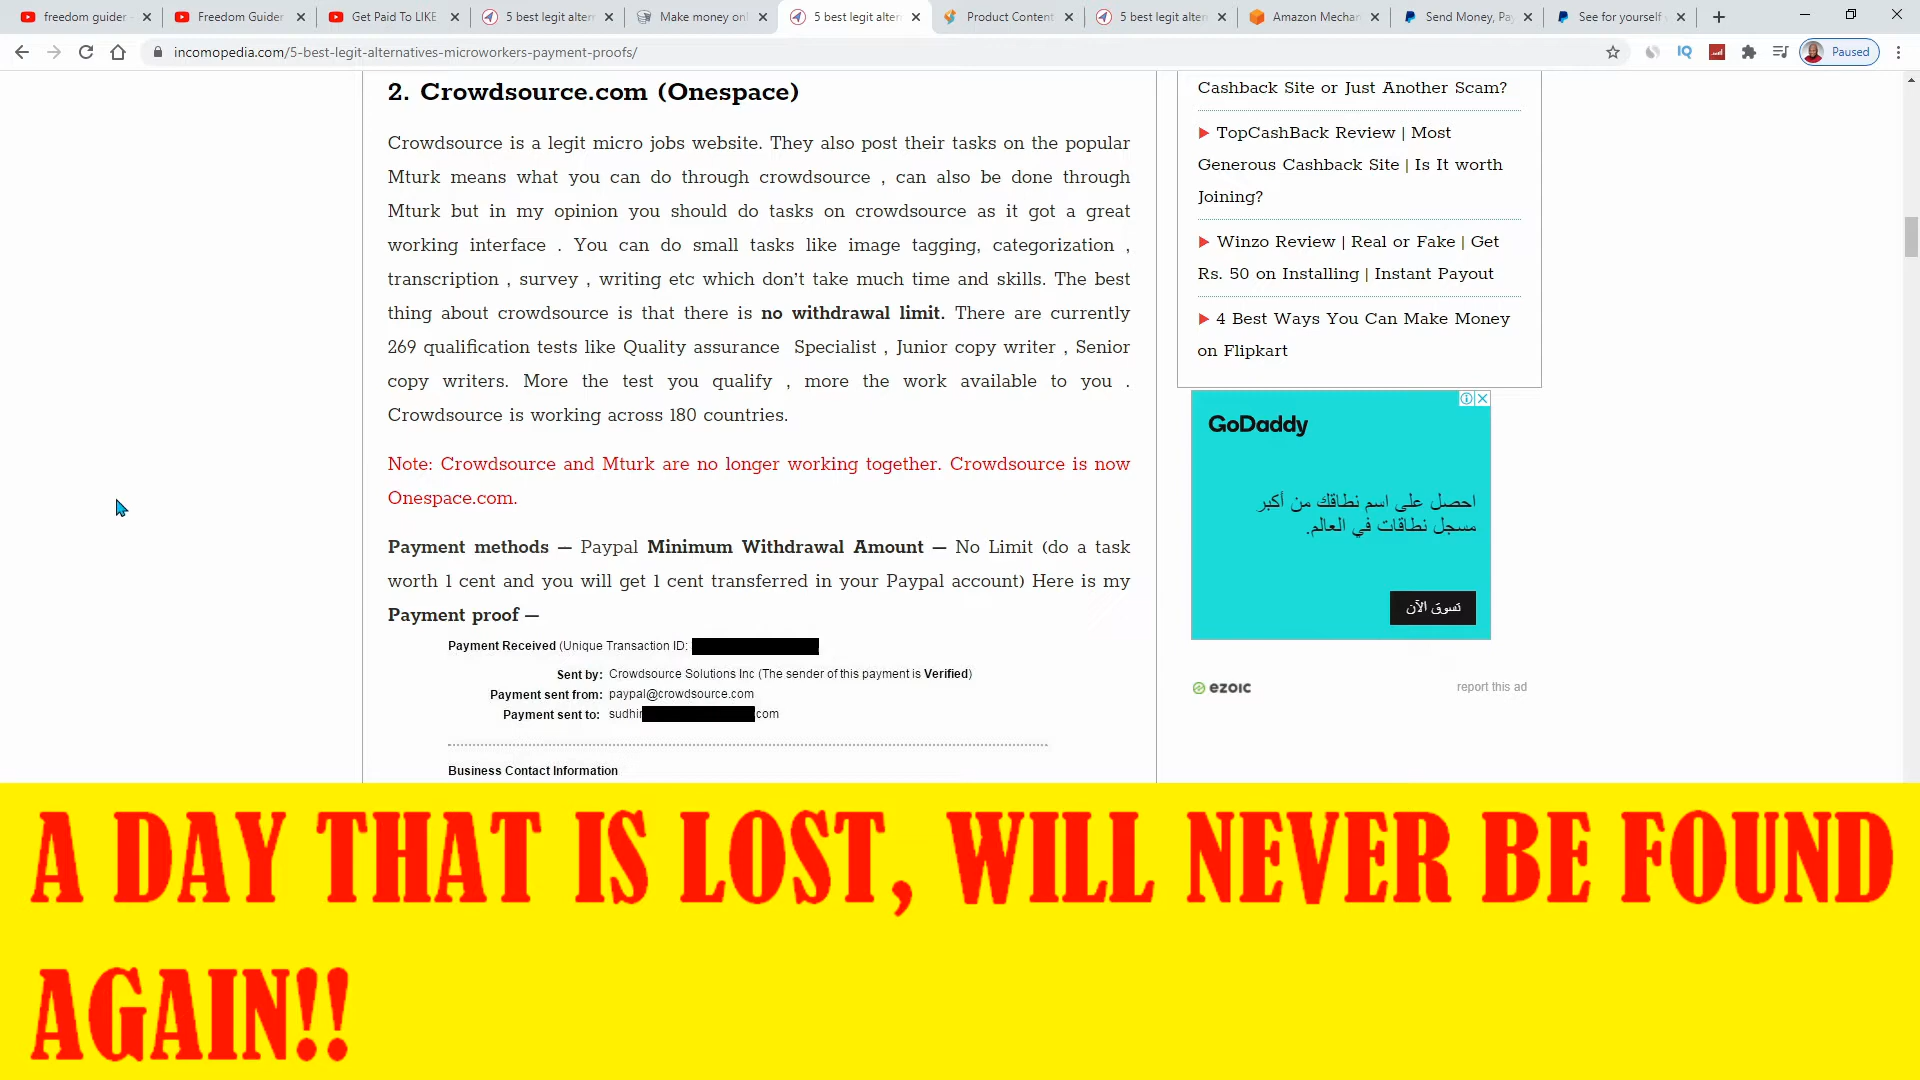 freedom guider
Freedom Guider
Get Paid To LIKE
5 best legit alter
Make money on
5 best legit alter
Product Content
5 best legit alter
Amazon Mecha
Send Money, Pa
See for yourself
incomopedia.com/5-best-legit-alternatives-microworkers-payment-proofs/
IQ
Paused
2. Crowdsource.com (Onespace)
Crowdsource is a legit micro jobs website. They also post their tasks on the popular
Mturk means what you can do through crowdsource , can also be done through
Mturk but in my opinion you should do tasks on crowdsource as it got a great
working interface . You can do small tasks like image tagging, categorization ,
transcription , survey , writing etc which don't take much time and skills. The best
thing about crowdsource is that there is no withdrawal limit. There are currently
269 qualification tests like Quality assurance Specialist , Junior copy writer , Senior
copy writers. More the test you qualify , more the work available to you .
Crowdsource is working across 180 countries.
Note: Crowdsource and Mturk are no longer working together. Crowdsource is now
Onespace.com.
Payment methods — Paypal Minimum Withdrawal Amount — No Limit (do a task
worth 1 cent and you will get 1 cent transferred in your Paypal account) Here is my
Payment proof —
Payment Received (Unique Transaction ID:
Sent by: Crowdsource Solutions Inc (The sender of this payment is Verified)
Payment sent from: paypal@crowdsource.com
Payment sent to: sudhir com
Business Contact Information
Cashback Site or Just Another Scam?
TopCashBack Review | Most
Generous Cashback Site | Is It worth
Joining?
Winzo Review | Real or Fake | Get
Rs. 50 on Installing | Instant Payout
4 Best Ways You Can Make Money
on Flipkart
GoDaddy
احصل على اسم نطاقك من أكبر
مسجل نطاقات في العالم.
تسوق الآن
ezoic
report this ad
A DAY THAT IS LOST, WILL NEVER BE FOUND
AGAIN!!